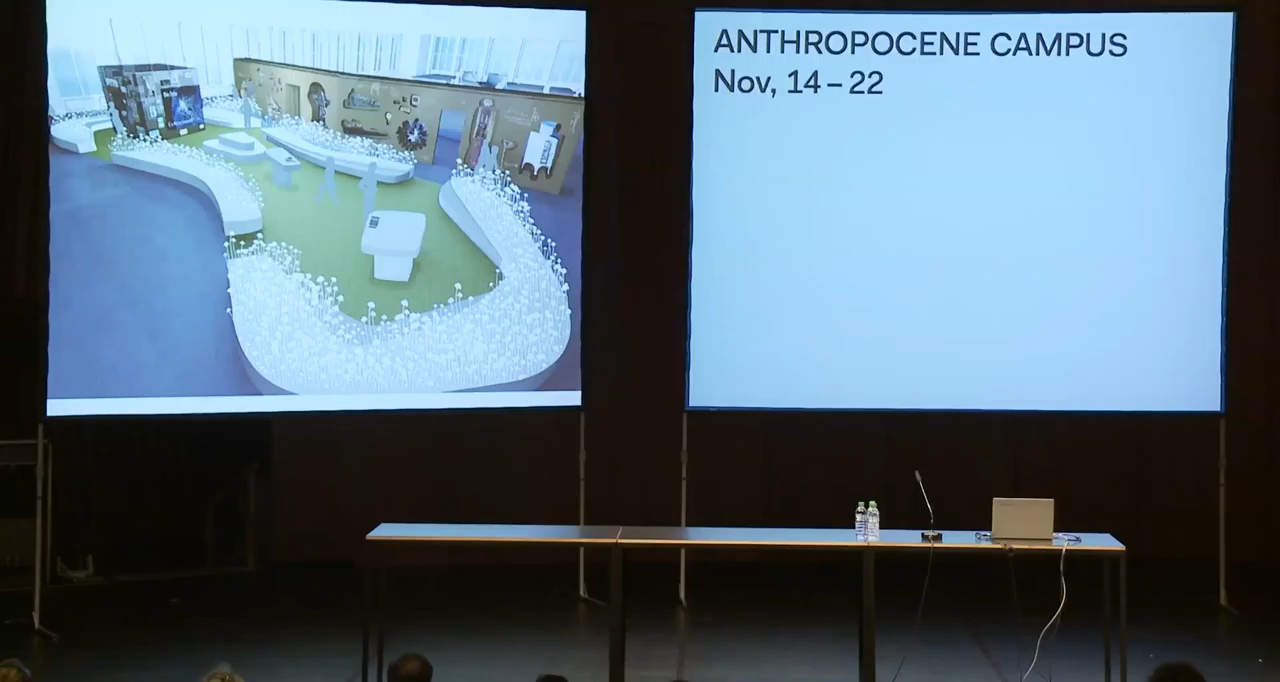 ANTHROPOCENE CAMPUS
Nov, 14 – 22